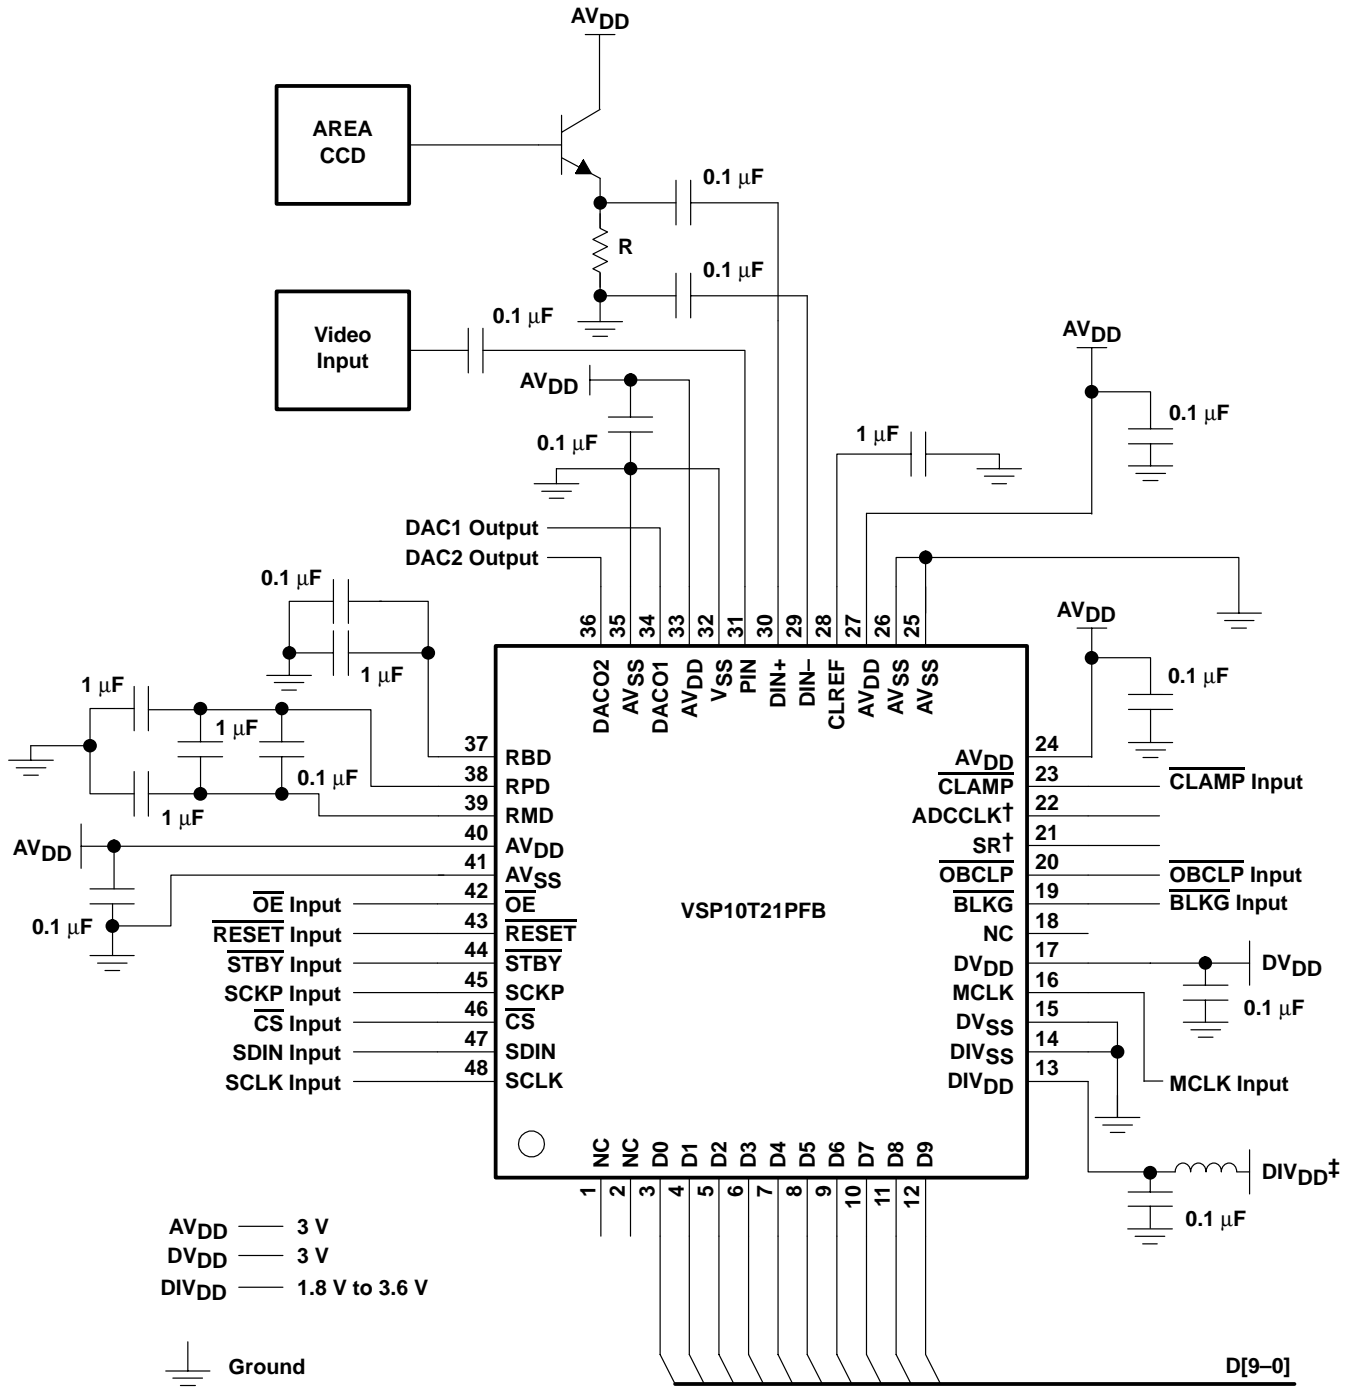 AVDD
AREA
CCD
0.1 µF
R
0.1 µF
Video
Input
0.1 µF
AVDD
AVDD
0.1 µF
0.1 µF
1 µF
DAC1 Output
DAC2 Output
0.1 µF
1 µF
36 35 34 33 32 31 30 29 28 27 26 25
DACO2 AVSS DACO1 AVDD VSS PIN DIN+ DIN– CLREF AVDD AVSS AVSS
AVDD
0.1 µF
1 µF
1 µF
0.1 µF
1 µF
37 RBD
38 RPD
39 RMD
AVDD 40 AVDD
41 AVSS
0.1 µF
OE Input 42 OE
RESET Input 43 RESET
STBY Input 44 STBY
SCKP Input 45 SCKP
CS Input 46 CS
SDIN Input 47 SDIN
SCLK Input 48 SCLK
VSP10T21PFB
AVDD 24
CLAMP 23 CLAMP Input
ADCCLK† 22
SR† 21
OBCLP 20 OBCLP Input
BLKG 19 BLKG Input
NC 18
DVDD 17 DVDD
0.1 µF
MCLK 16 MCLK Input
DVSS 15
DIVSS 14
DIVDD 13
DIVDD‡
0.1 µF
NC NC D0 D1 D2 D3 D4 D5 D6 D7 D8 D9
1 2 3 4 5 6 7 8 9 10 11 12
AVDD 3 V
DVDD 3 V
DIVDD 1.8 V to 3.6 V
Ground
D[9–0]